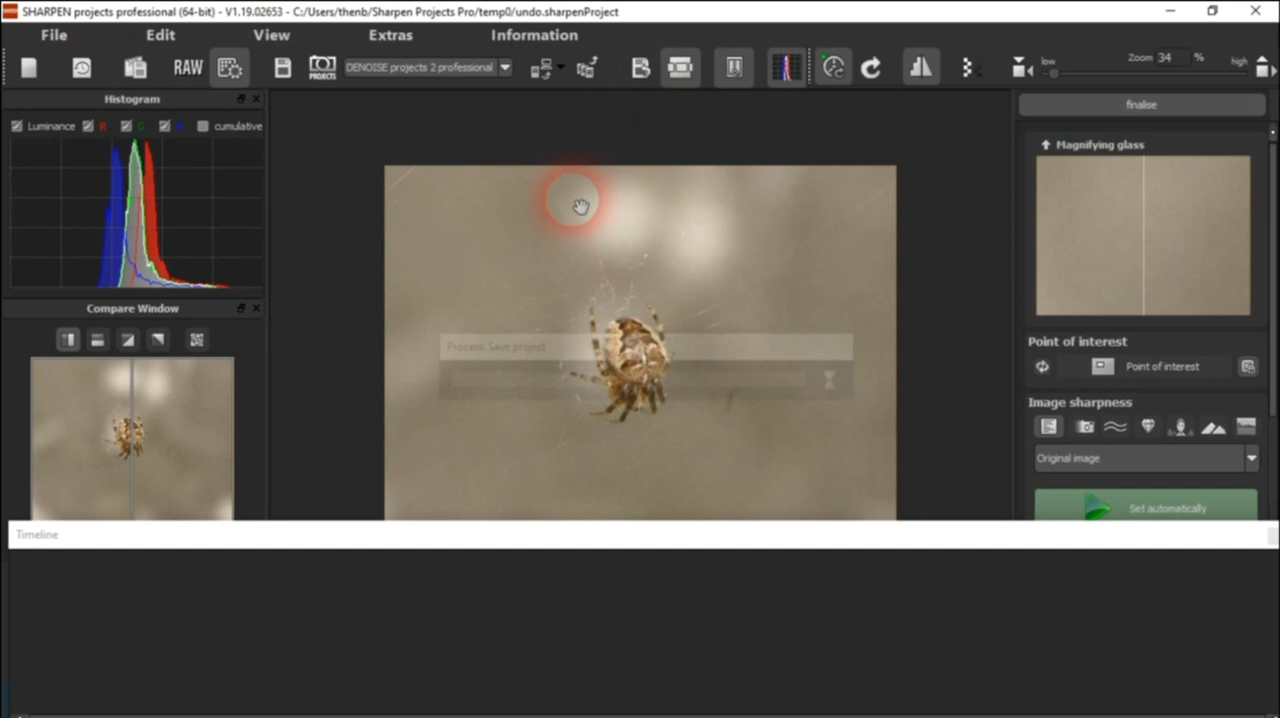 SHARPEN projects professional (64-bit) - V1.19.02653 - C:/Users/thenb/Sharpen Projects Pro/temp0/undo.sharpenProject
File Edit View Extras Information
RAW PROJECTS DENOISE projects 2 professional low Zoom 34 % high
Histogram
Luminance R G B cumulative
finalise
Magnifying glass
Compare Window
Point of interest
Process: Save project
Point of interest
Image sharpness
Original image
Set automatically
Timeline